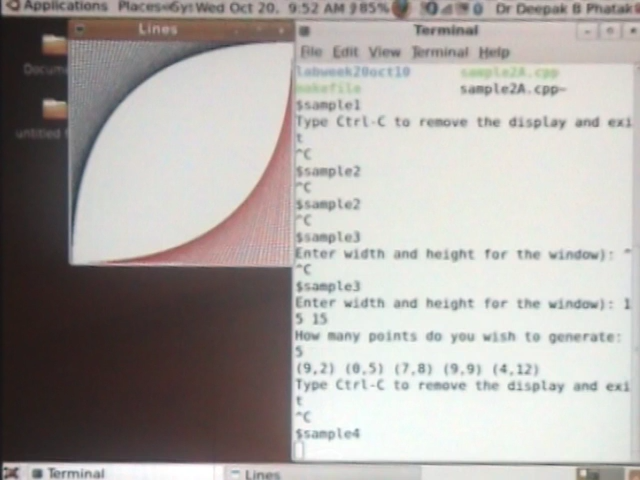 Applications Places Sys Wed Oct 20, 9:52 AM 85% Dr Deepak B Phatak
Lines
Terminal
File Edit View Terminal Help
labweek20oct10 sample2A.cpp
makefile sample2A.cpp~
$sample1
Type Ctrl-C to remove the display and exi
t
^C
$sample2
^C
$sample2
^C
$sample3
Enter width and height for the window): ^
^C
$sample3
Enter width and height for the window): 1
5 15
How many points do you wish to generate:
5
(9,2) (0,5) (7,8) (9,9) (4,12)
Type Ctrl-C to remove the display and exi
t
^C
$sample4
Docum
untitled f
Terminal
Lines